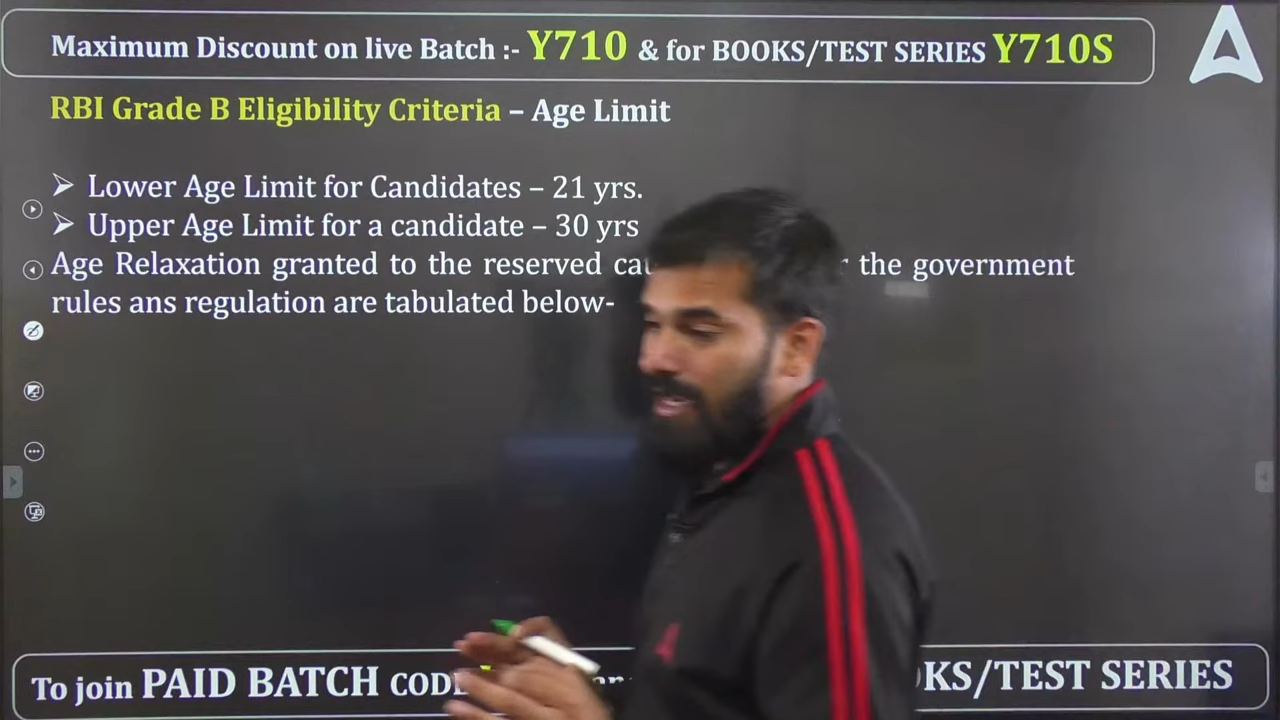 Maximum Discount on live Batch :- Y710 & for BOOKS/TEST SERIES Y710S
RBI Grade B Eligibility Criteria – Age Limit
➢ Lower Age Limit for Candidates – 21 yrs.
➢ Upper Age Limit for a candidate – 30 yrs
Age Relaxation granted to the reserved the government
rules ans regulation are tabulated below-
To join PAID BATCH /TEST SERIES